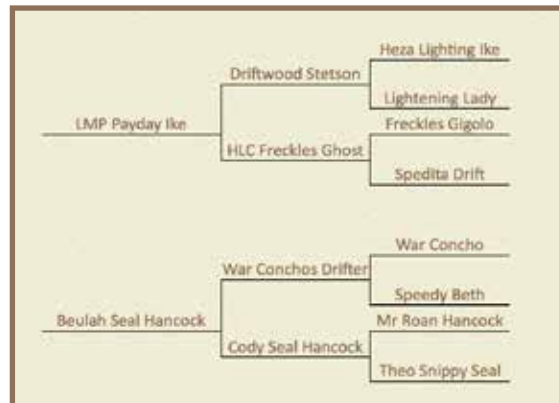 Heza Lighting Ike
Driftwood Stetson
Lightening Lady
LMP Payday Ike
Freckles Gigolo
HLC Freckles Ghost
Spedita Drift
War Concho
War Conchos Drifter
Speedy Beth
Beulah Seal Hancock
Mr Roan Hancock
Cody Seal Hancock
Theo Snippy Seal